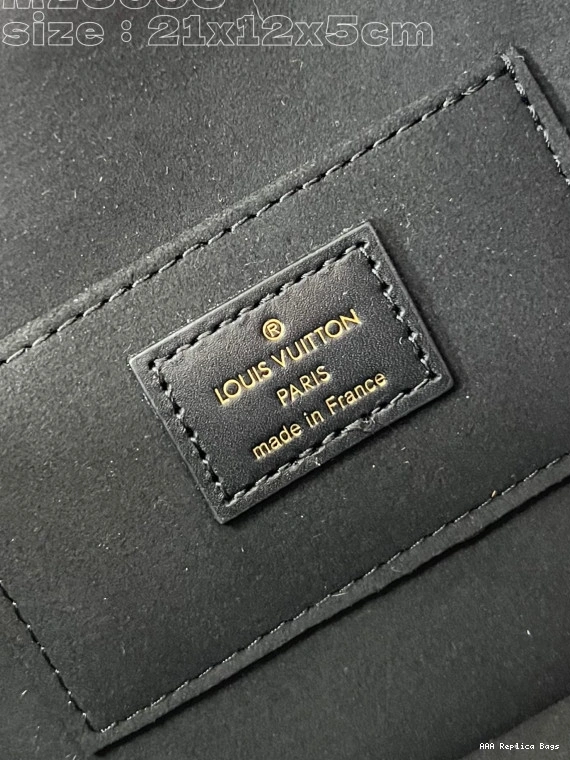 size : 21x12x5cm
®
LOUIS VUITTON
PARIS
made in France
AAA Replica Bags